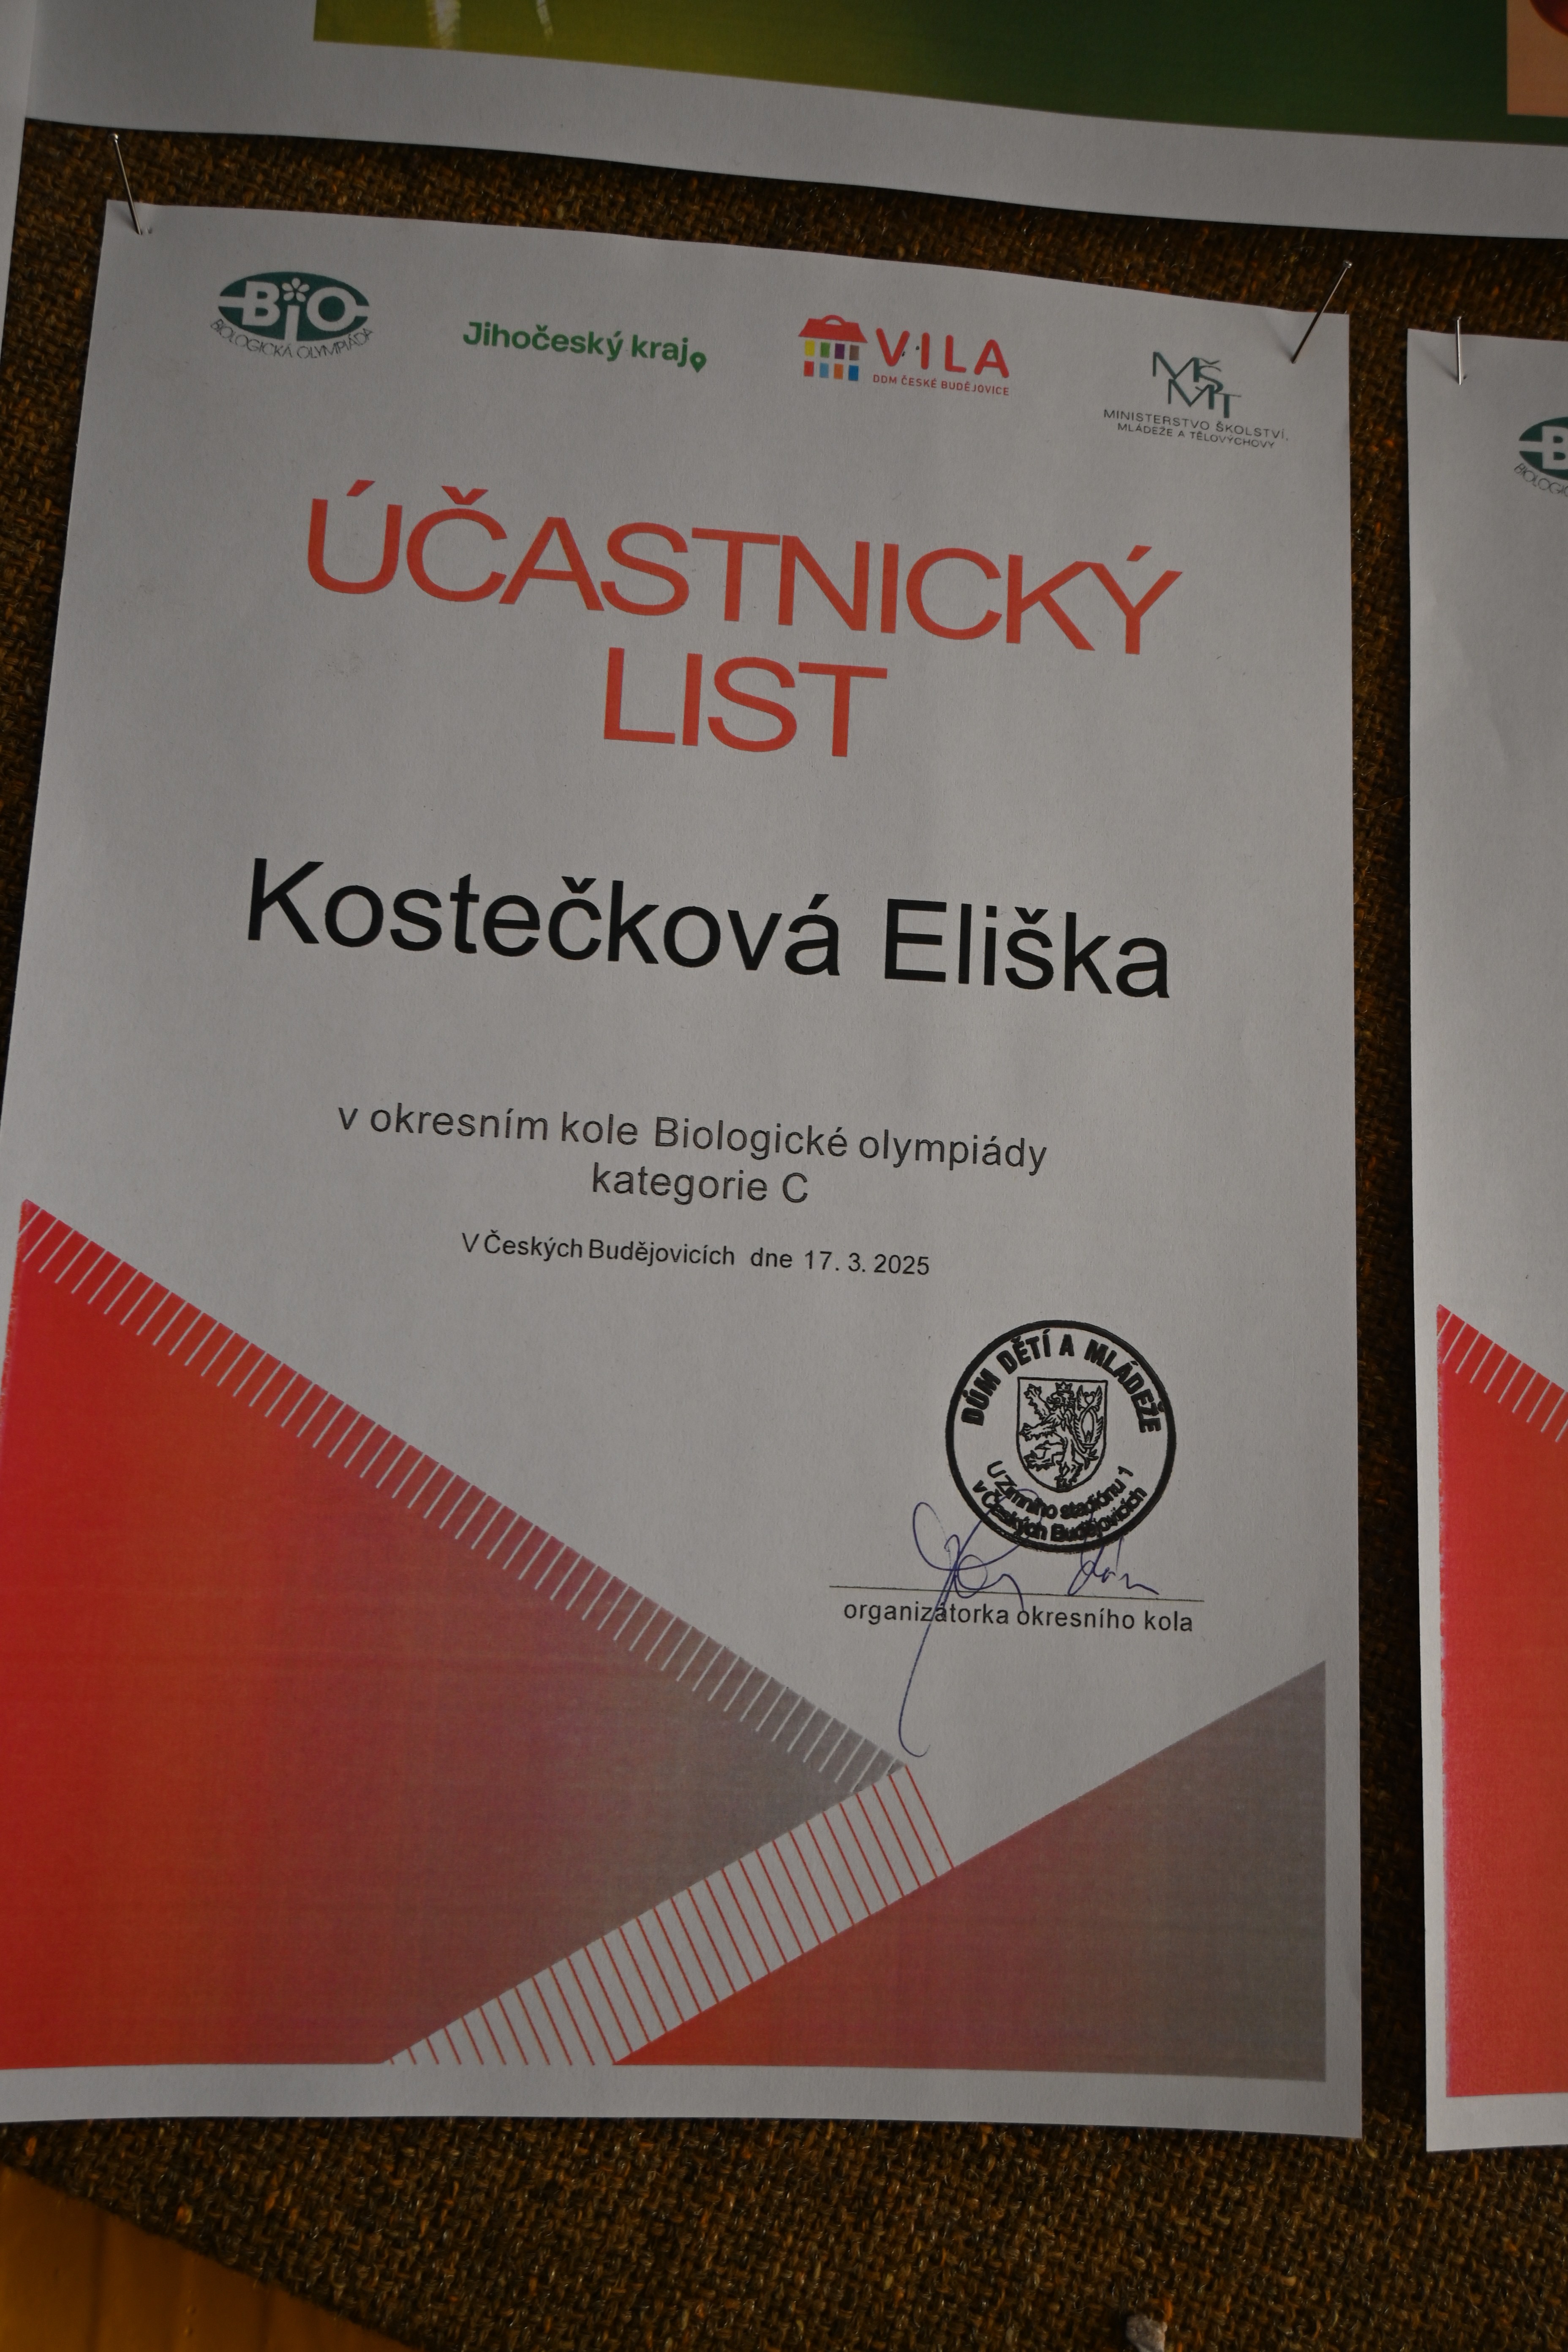 BiO
BIOLOGICKÁ OLYMPIÁDA
Jihočeský kraj
VILA
DDM ČESKÉ BUDĚJOVICE
MŠMT
MINISTERSTVO ŠKOLSTVÍ,
MLÁDEŽE A TĚLOVÝCHOVY
ÚČASTNICKÝ
LIST
Kostečková Eliška
v okresním kole Biologické olympiády
kategorie C
V Českých Budějovicích dne 17. 3. 2025
DŮM DĚTÍ A MLÁDEŽE
U Zimního stadiónu 1
v Českých Budějovicích
organizátorka okresního kola